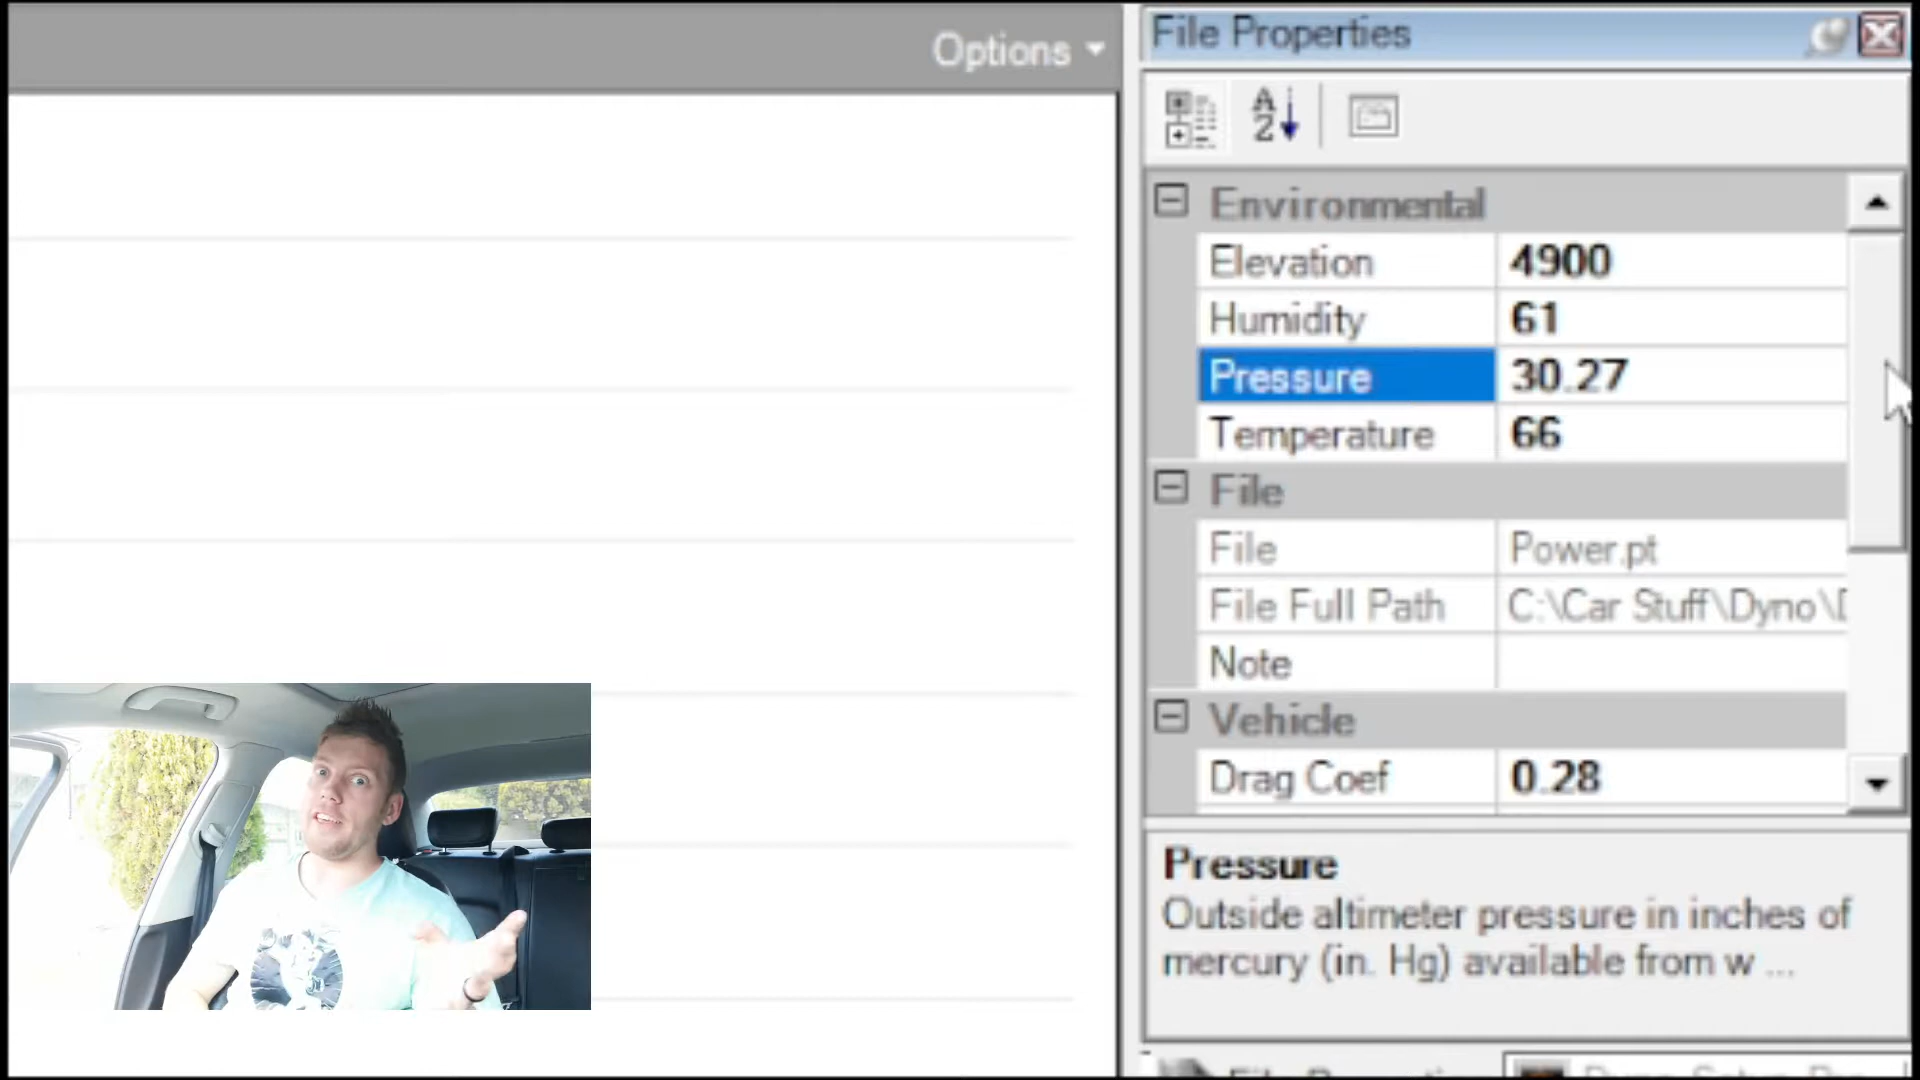 Options
File Properties
Environmental
Elevation 4900
Humidity 61
Pressure 30.27
Temperature 66
File
File Power.pt
File Full Path C:\Car Stuff\Dyno\
Note
Vehicle
Drag Coef 0.28
Pressure
Outside altimeter pressure in inches of
mercury (in. Hg) available from w ...